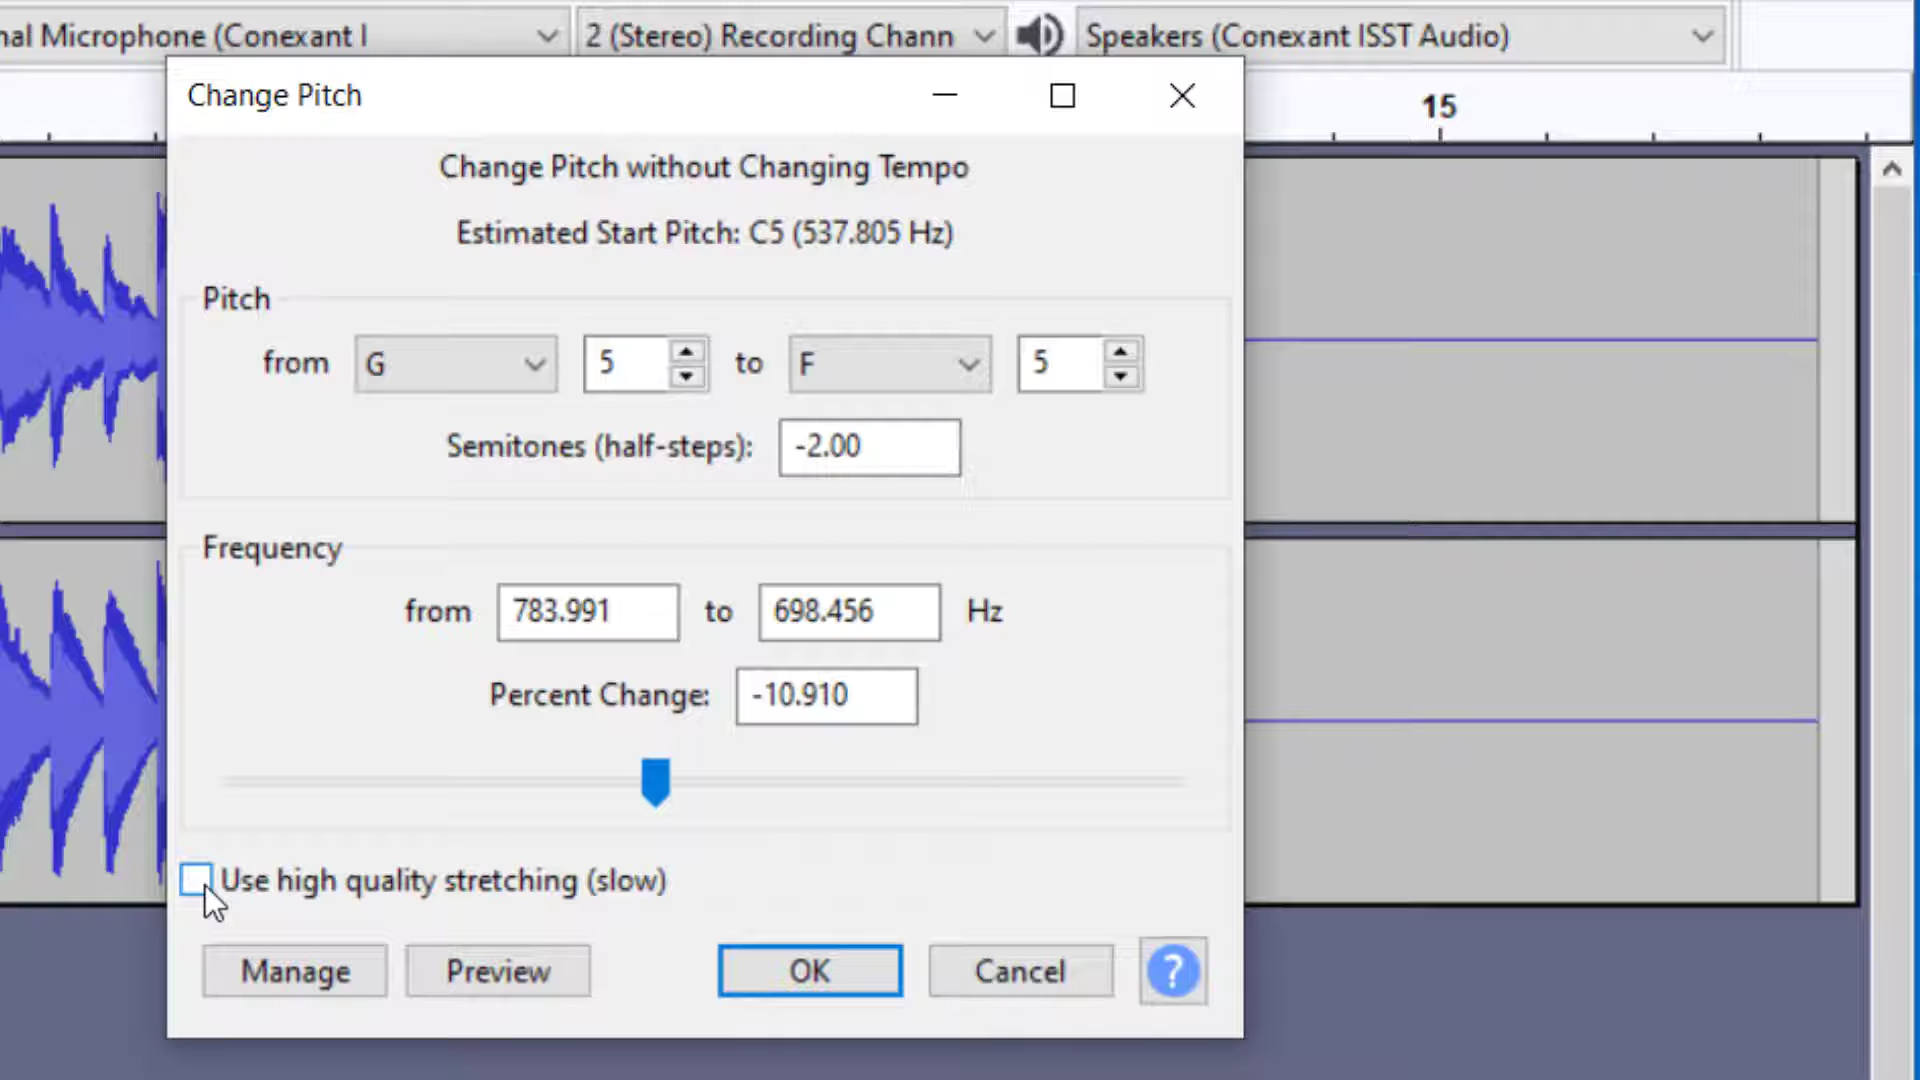 nal Microphone (Conexant I
2 (Stereo) Recording Chann
Speakers (Conexant ISST Audio)
Change Pitch
15
Change Pitch without Changing Tempo
Estimated Start Pitch: C5 (537.805 Hz)
Pitch
from G 5 to F 5
Semitones (half-steps): -2.00
Frequency
from 783.991 to 698.456 Hz
Percent Change: -10.910
Use high quality stretching (slow)
Manage Preview OK Cancel ?